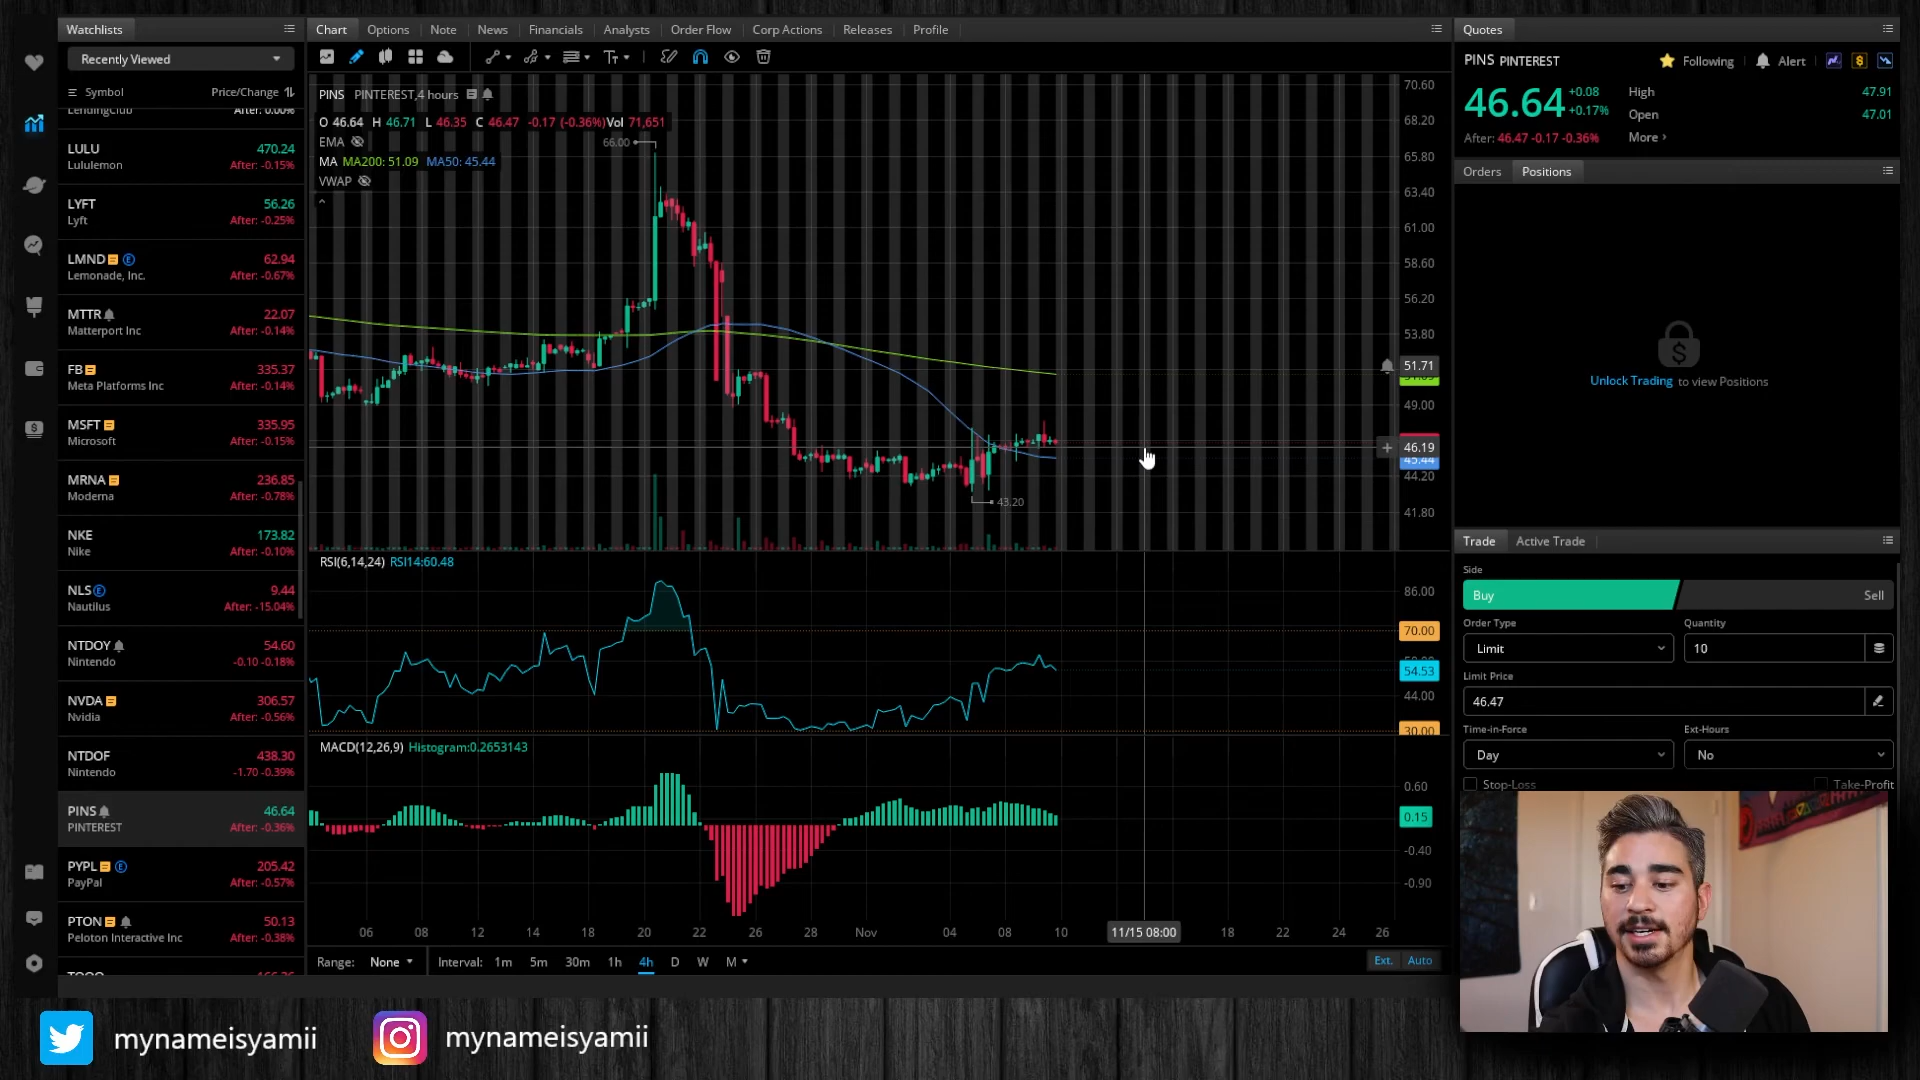 Watchlists
Recently Viewed
Symbol Price/Change
LendingClub After: 0.00%
LULU 470.24
Lululemon After: -0.15%
LYFT 56.26
Lyft After: -0.25%
LMND E 62.94
Lemonade, Inc. After: -0.67%
MTTR 22.07
Matterport Inc After: -0.14%
FB 335.37
Meta Platforms Inc After: -0.14%
MSFT 335.95
Microsoft After: -0.15%
MRNA 236.85
Moderna After: -0.78%
NKE 173.82
Nike After: -0.10%
NLS E 9.44
Nautilus After: -15.04%
NTDOY 54.60
Nintendo -0.10 -0.18%
NVDA 306.57
Nvidia After: -0.56%
NTDOF 438.30
Nintendo -1.70 -0.39%
PINS 46.64
PINTEREST After: -0.36%
PYPL E 205.42
PayPal After: -0.57%
PTON 50.13
Peloton Interactive Inc After: -0.38%
Chart Options Note News Financials Analysts Order Flow Corp Actions Releases Profile
PINS PINTEREST,4 hours
O 46.64 H 46.71 L 46.35 C 46.47 -0.17 (-0.36%) Vol 71,651
EMA
MA MA200: 51.09 MA50: 45.44
VWAP
66.00
43.20
70.60
68.20
65.80
63.40
61.00
58.60
56.20
53.80
51.71
49.00
46.19
45.44
44.20
41.80
RSI(6,14,24) RSI14:60.48
86.00
70.00
54.53
44.00
30.00
MACD(12,26,9) Histogram:0.2653143
0.60
0.15
-0.40
-0.90
06 08 12 14 18 20 22 26 28 Nov 04 08 10 11/15 08:00 18 22 24 26
Range: None Interval: 1m 5m 30m 1h 4h D W M Ext. Auto
Quotes
PINS PINTEREST Following Alert
46.64 +0.08 +0.17%
After: 46.47 -0.17 -0.36%
High 47.91
Open 47.01
More
Orders Positions
Unlock Trading to view Positions
Trade Active Trade
Side
Buy Sell
Order Type Quantity
Limit 10
Limit Price
46.47
Time-in-Force Ext-Hours
Day No
Stop-Loss Take-Profit
mynameisyamii mynameisyamii